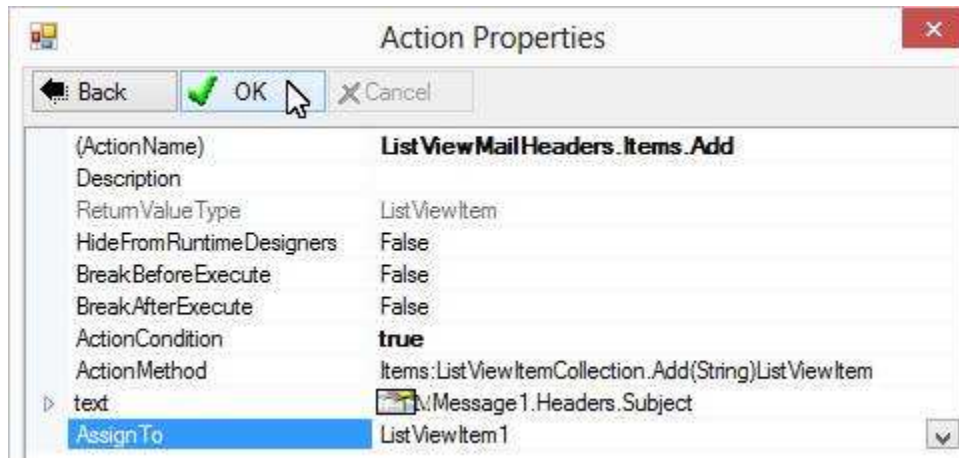 Action Properties
Back OK Cancel
(ActionName) ListViewMailHeaders.Items.Add
Description
ReturnValueType ListViewItem
HideFromRuntimeDesigners False
BreakBeforeExecute False
BreakAfterExecute False
ActionCondition true
ActionMethod Items:ListViewItemCollection.Add(String)ListViewItem
text Message1.Headers.Subject
AssignTo ListViewItem1